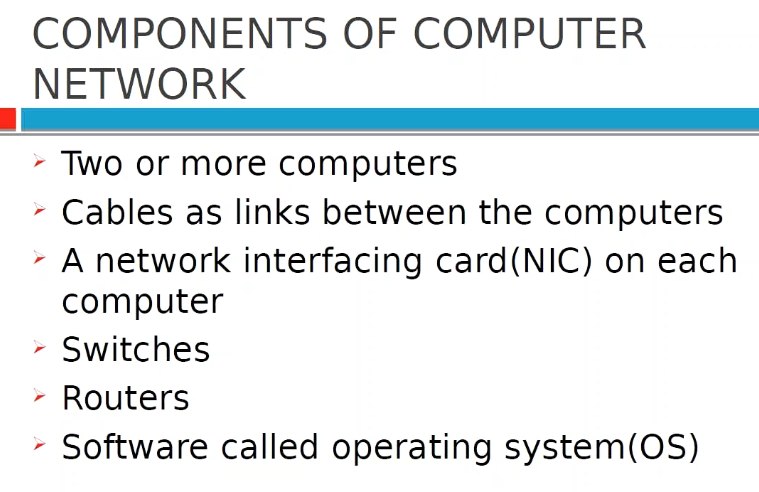 COMPONENTS OF COMPUTER
NETWORK
Two or more computers
Cables as links between the computers
A network interfacing card(NIC) on each
computer
Switches
Routers
Software called operating system(OS)